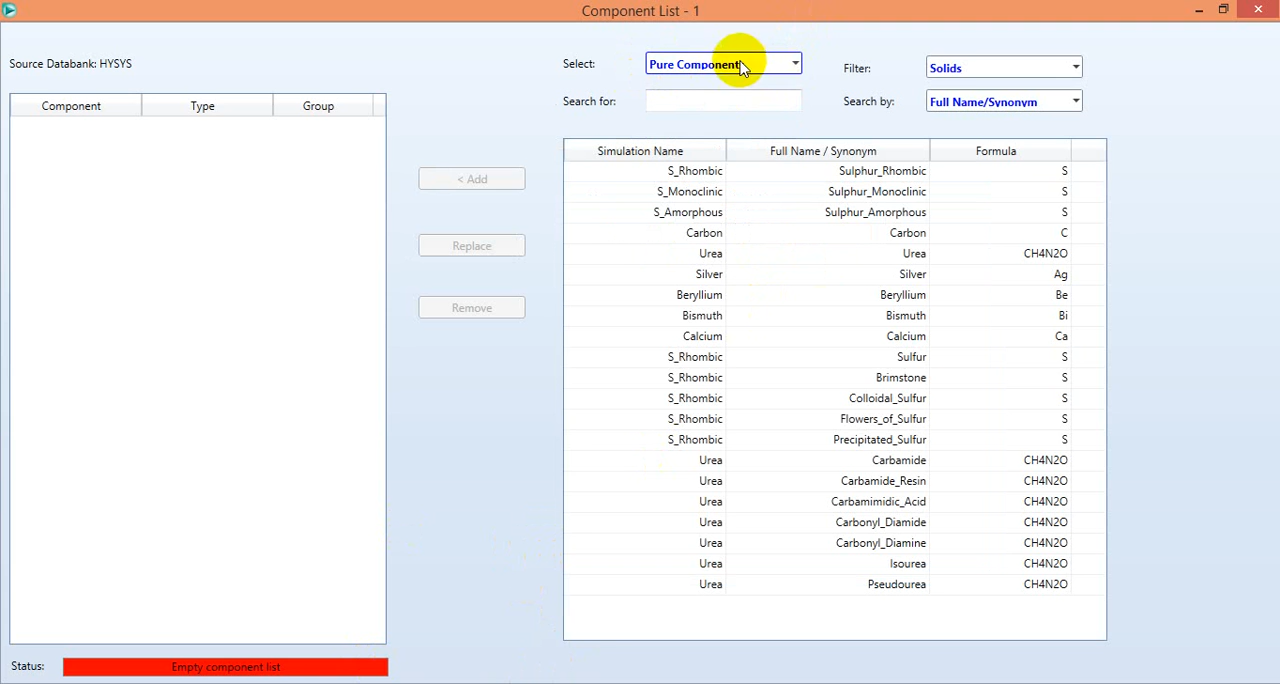 Component List - 1
Source Databank: HYSYS
Select: Pure Component Filter: Solids
Search for: Search by: Full Name/Synonym
Component Type Group
< Add
Replace
Remove
Simulation Name Full Name / Synonym Formula
S_Rhombic Sulphur_Rhombic S
S_Monoclinic Sulphur_Monoclinic S
S_Amorphous Sulphur_Amorphous S
Carbon Carbon C
Urea Urea CH4N2O
Silver Silver Ag
Beryllium Beryllium Be
Bismuth Bismuth Bi
Calcium Calcium Ca
S_Rhombic Sulfur S
S_Rhombic Brimstone S
S_Rhombic Colloidal_Sulfur S
S_Rhombic Flowers_of_Sulfur S
S_Rhombic Precipitated_Sulfur S
Urea Carbamide CH4N2O
Urea Carbamide_Resin CH4N2O
Urea Carbamimidic_Acid CH4N2O
Urea Carbonyl_Diamide CH4N2O
Urea Carbonyl_Diamine CH4N2O
Urea Isourea CH4N2O
Urea Pseudourea CH4N2O
Status: Empty component list